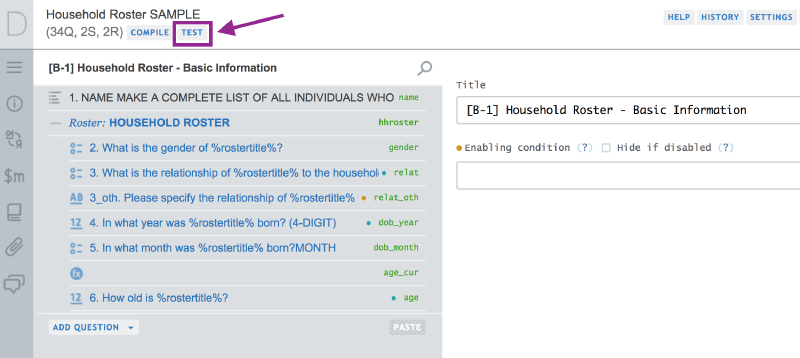 D
Household Roster SAMPLE
(34Q, 2S, 2R) COMPILE TEST
HELP HISTORY SETTINGS
[B-1] Household Roster - Basic Information
1. NAME MAKE A COMPLETE LIST OF ALL INDIVIDUALS WHO name
Roster: HOUSEHOLD ROSTER hhroster
2. What is the gender of %rostertitle%? gender
3. What is the relationship of %rostertitle% to the househol relat
AB 3_oth. Please specify the relationship of %rostertitle% relat_oth
12 4. In what year was %rostertitle% born? (4-DIGIT) dob_year
5. In what month was %rostertitle% born?MONTH dob_month
fx age_cur
12 6. How old is %rostertitle%? age
ADD QUESTION PASTE
$m
Title
[B-1] Household Roster - Basic Information
Enabling condition (?) Hide if disabled (?)